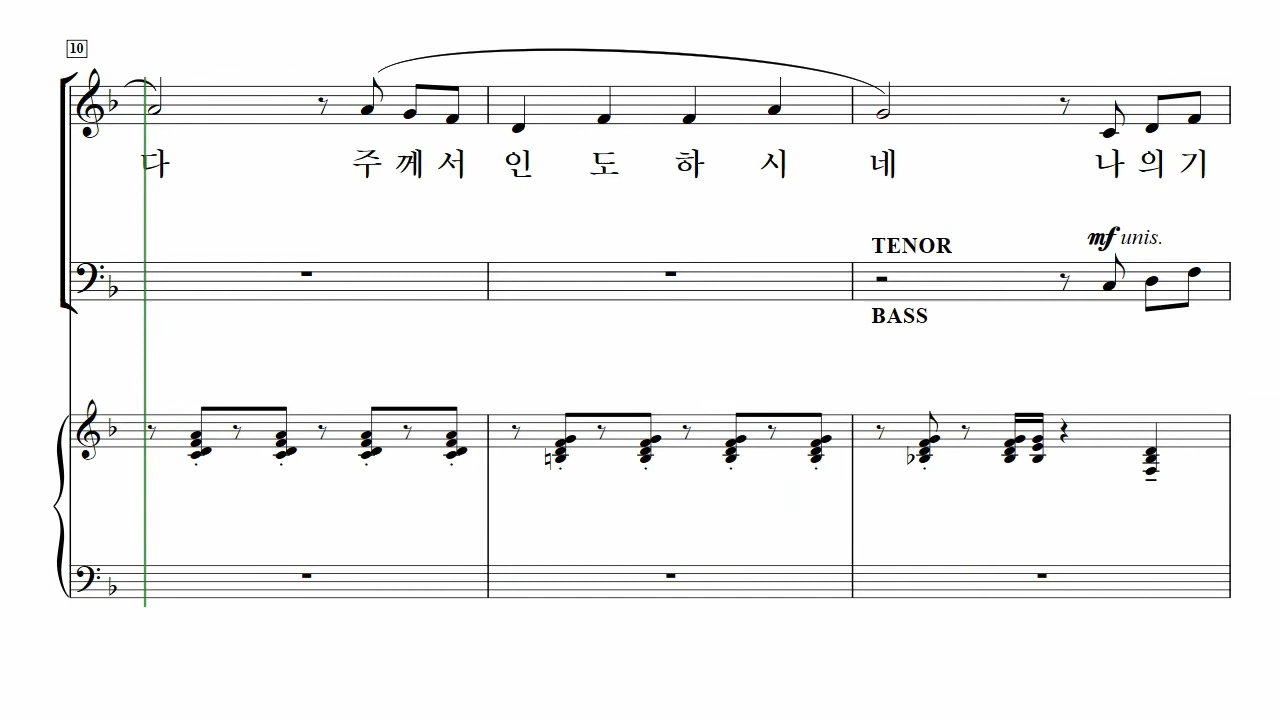 10
다 주 께 서 인 도 하 시 네 나 의 기
TENOR
mf unis.
BASS